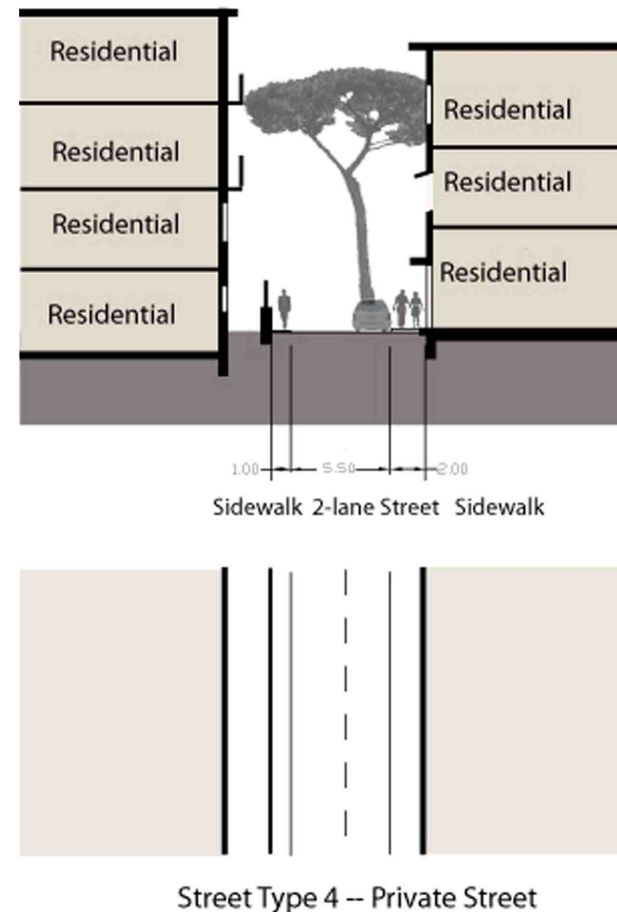 Residential
Residential
Residential
Residential
Residential
Residential
Residential
1.00 5.50 2.00
Sidewalk 2-lane Street Sidewalk
Street Type 4 -- Private Street